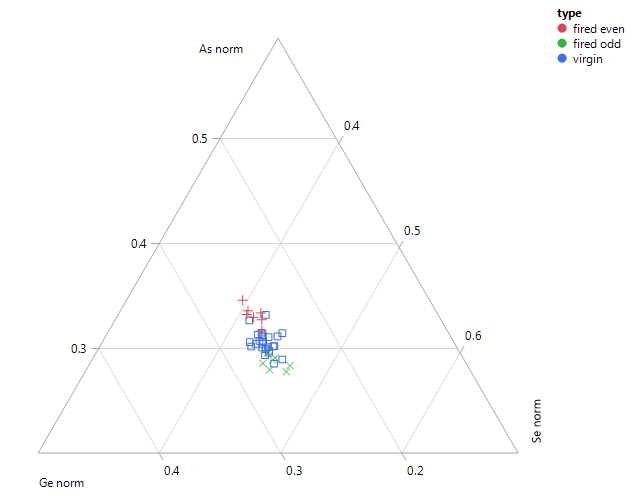 type
fired even
fired odd
virgin
As norm
0.5
0.4
0.4
0.5
0.3
0.6
Se norm
0.4
0.3
0.2
Ge norm